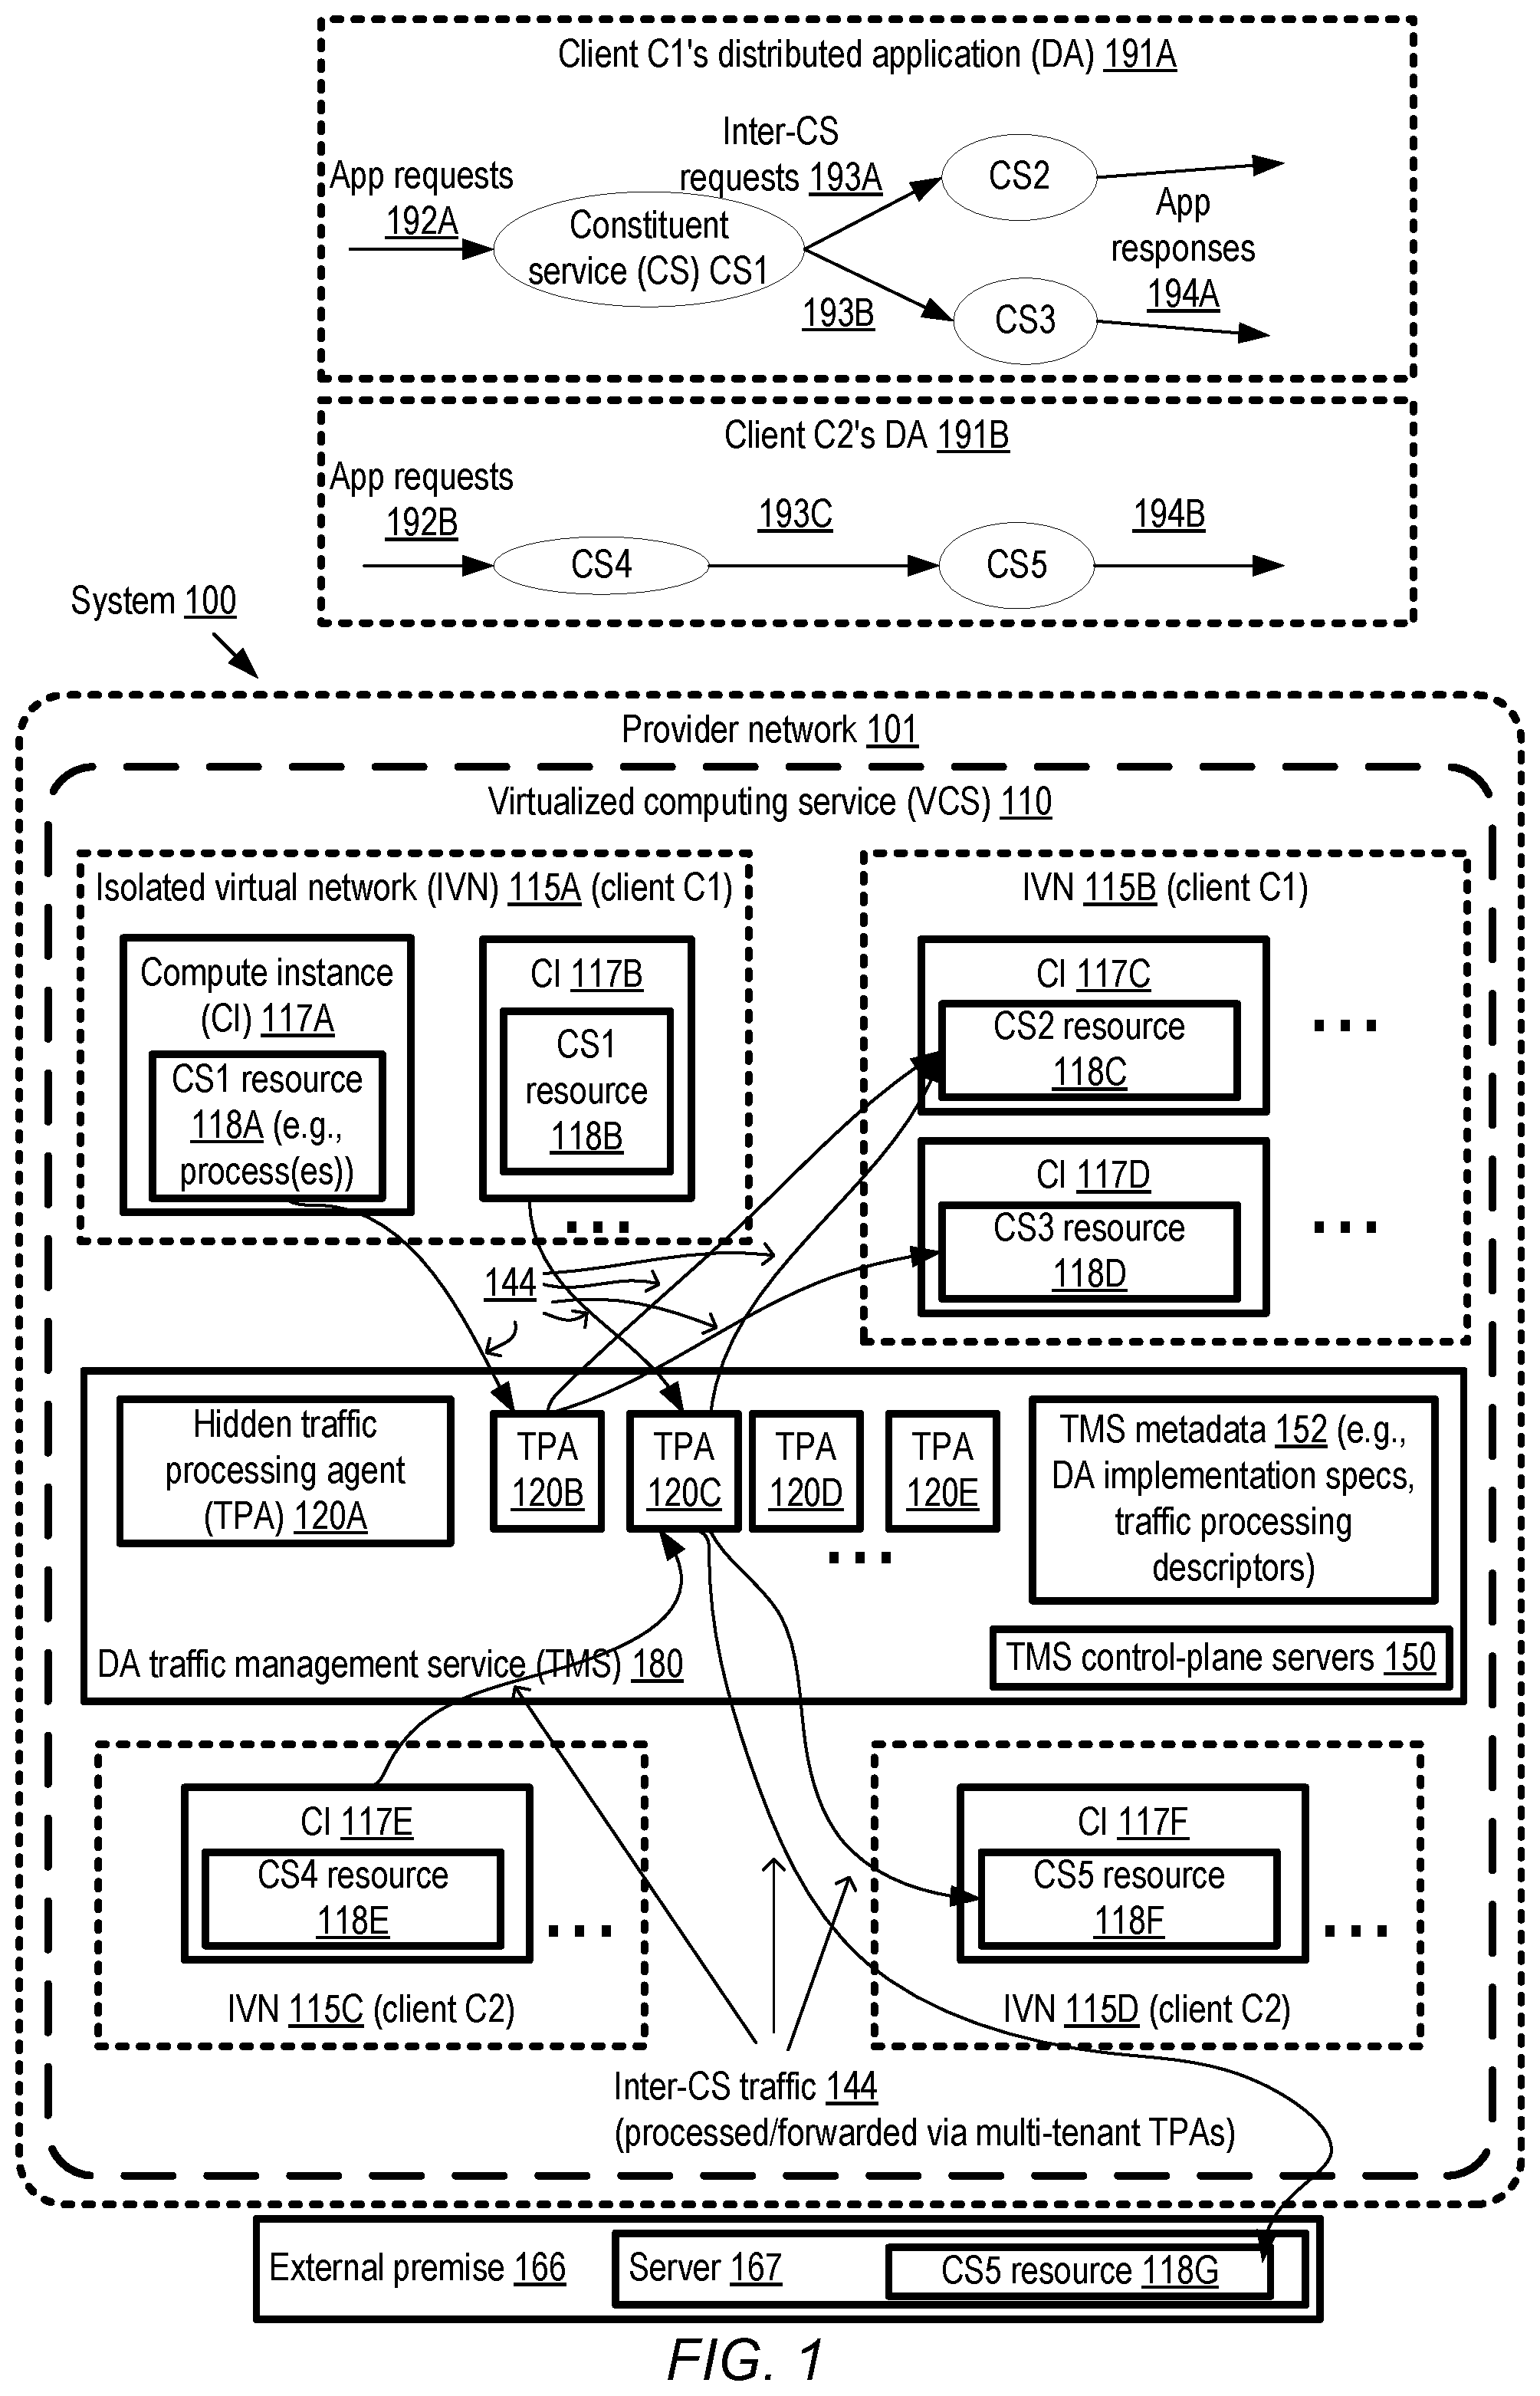 Client C1's distributed application (DA) 191A
Inter-CS
requests 193A
App requests
192A
Constituent
service (CS) CS1
CS2
App
responses
194A
193B
CS3
Client C2's DA 191B
App requests
192B
CS4
193C
CS5
194B
System 100
Provider network 101
Virtualized computing service (VCS) 110
Isolated virtual network (IVN) 115A (client C1)
Compute instance
(CI) 117A
CS1 resource
118A (e.g.,
process(es))
CI 117B
CS1
resource
118B
...
IVN 115B (client C1)
CI 117C
CS2 resource
118C
...
CI 117D
CS3 resource
118D
...
144
Hidden traffic
processing agent
(TPA) 120A
TPA
120B
TPA
120C
TPA
120D
TPA
120E
...
TMS metadata 152 (e.g.,
DA implementation specs,
traffic processing
descriptors)
DA traffic management service (TMS) 180
TMS control-plane servers 150
CI 117E
CS4 resource
118E
...
IVN 115C (client C2)
CI 117F
CS5 resource
118F
...
IVN 115D (client C2)
Inter-CS traffic 144
(processed/forwarded via multi-tenant TPAs)
External premise 166
Server 167
CS5 resource 118G
FIG. 1